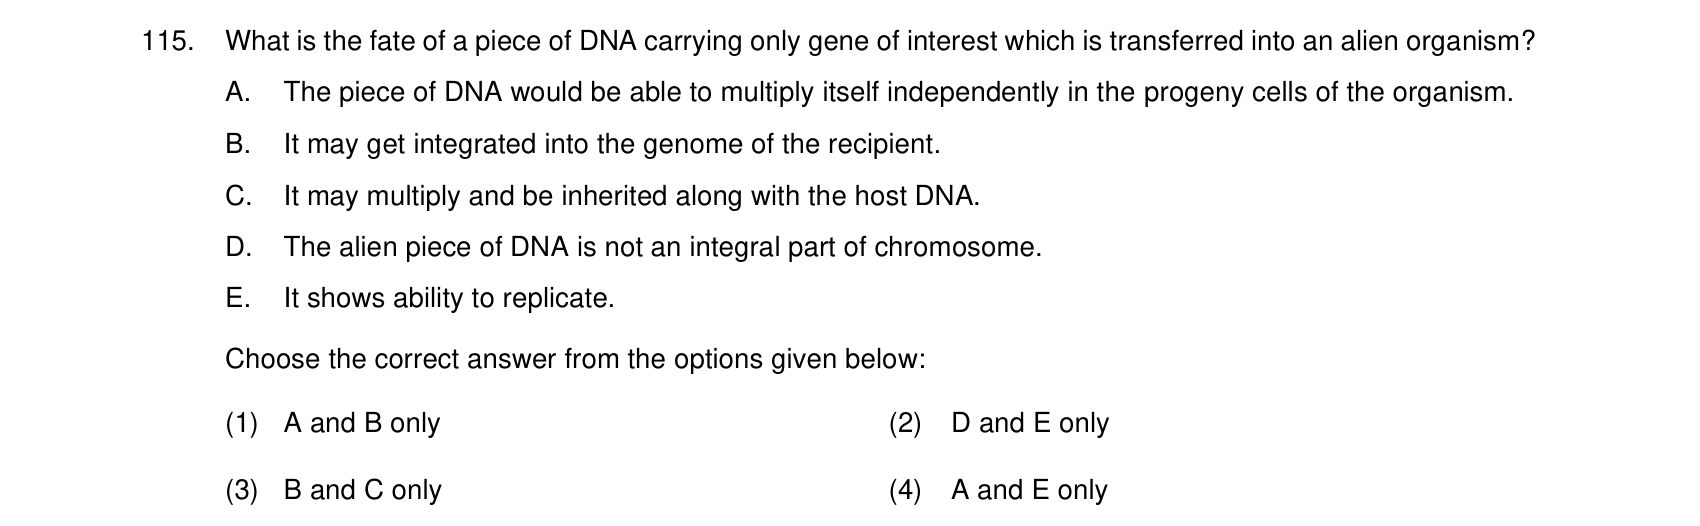 115. What is the fate of a piece of DNA carrying only gene of interest which is transferred into an alien organism?
A. The piece of DNA would be able to multiply itself independently in the progeny cells of the organism.
B. It may get integrated into the genome of the recipient.
C. It may multiply and be inherited along with the host DNA.
D. The alien piece of DNA is not an integral part of chromosome.
E. It shows ability to replicate.
Choose the correct answer from the options given below:
(1) A and B only (2) D and E only
(3) B and C only (4) A and E only